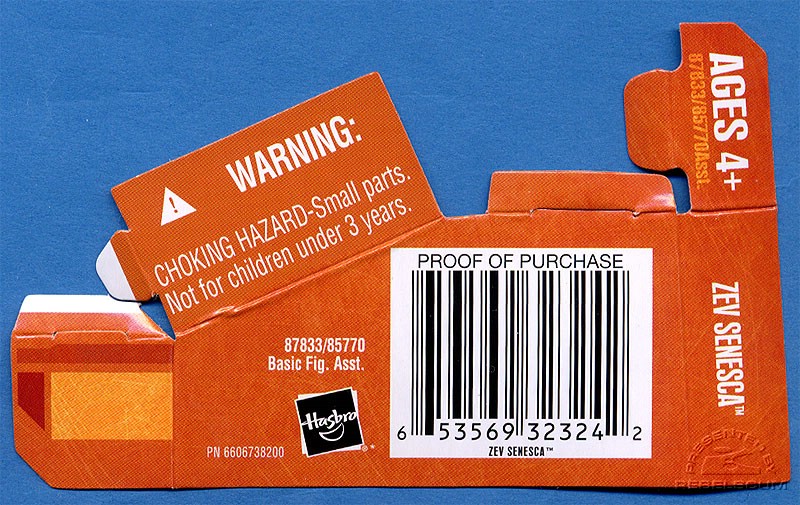 WARNING:
CHOKING HAZARD-Small parts.
Not for children under 3 years.
AGES 4+
87833/85770Asst.
ZEV SENESCA™
87833/85770
Basic Fig. Asst.
Hasbro
®*
PN 6606738200
PROOF OF PURCHASE
6 53569 32324 2
ZEV SENESCA™
PRESENTED BY
REBELSCUM